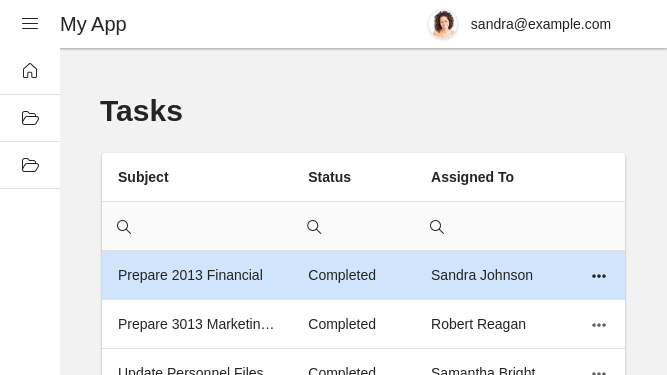 My App
sandra@example.com
Tasks
Subject Status Assigned To
Prepare 2013 Financial Completed Sandra Johnson
Prepare 3013 Marketin… Completed Robert Reagan
Update Personnel Files Completed Samantha Bright